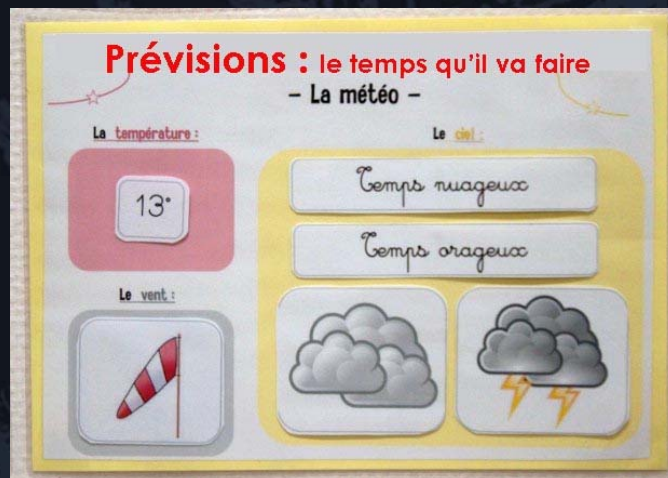 Prévisions : le temps qu'il va faire
– La météo –
La température :
Le ciel :
13°
Temps nuageux
Temps orageux
Le vent :